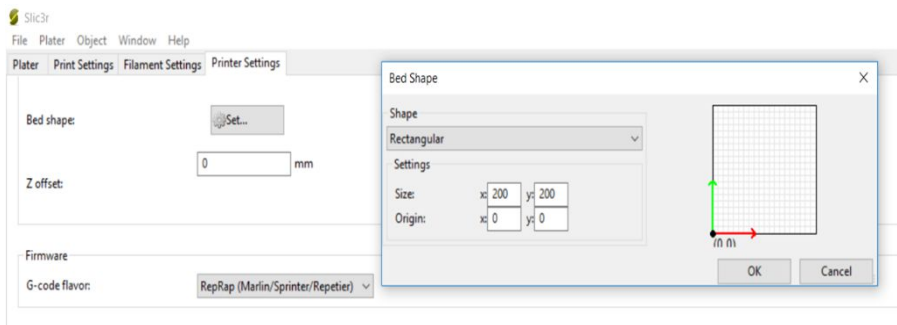 Slic3r
File Plater Object Window Help
Plater Print Settings Filament Settings Printer Settings
Bed shape: Set...
Z offset: 0 mm
Firmware
G-code flavor: RepRap (Marlin/Sprinter/Repetier)
Bed Shape
Shape
Rectangular
Settings
Size: x: 200 y: 200
Origin: x: 0 y: 0
(0,0)
OK Cancel